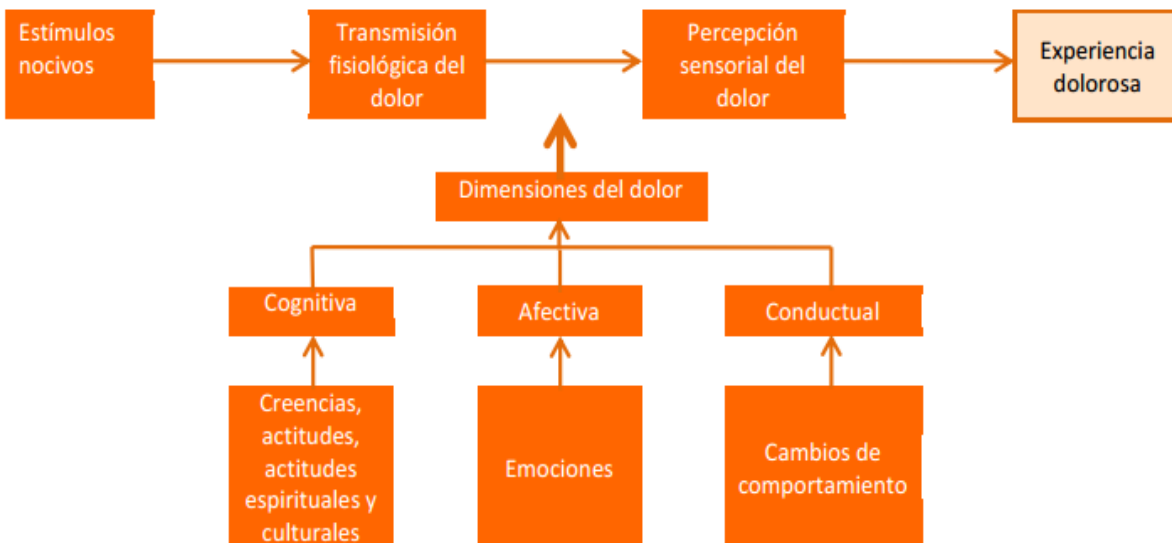 Estímulos
nocivos
Transmisión
fisiológica del
dolor
Percepción
sensorial del
dolor
Experiencia
dolorosa
Dimensiones del dolor
Cognitiva
Afectiva
Conductual
Creencias,
actitudes,
actitudes
espirituales y
culturales
Emociones
Cambios de
comportamiento